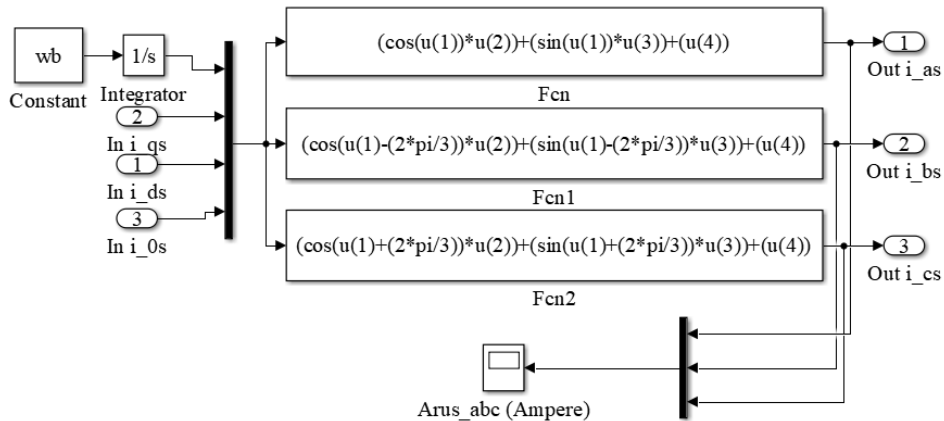 wb
Constant
1/s
Integrator
2
In i_qs
1
In i_ds
3
In i_0s
(cos(u(1))*u(2))+(sin(u(1))*u(3))+(u(4))
Fcn
(cos(u(1)-(2*pi/3))*u(2))+(sin(u(1)-(2*pi/3))*u(3))+(u(4))
Fcn1
(cos(u(1)+(2*pi/3))*u(2))+(sin(u(1)+(2*pi/3))*u(3))+(u(4))
Fcn2
1
Out i_as
2
Out i_bs
3
Out i_cs
Arus_abc (Ampere)